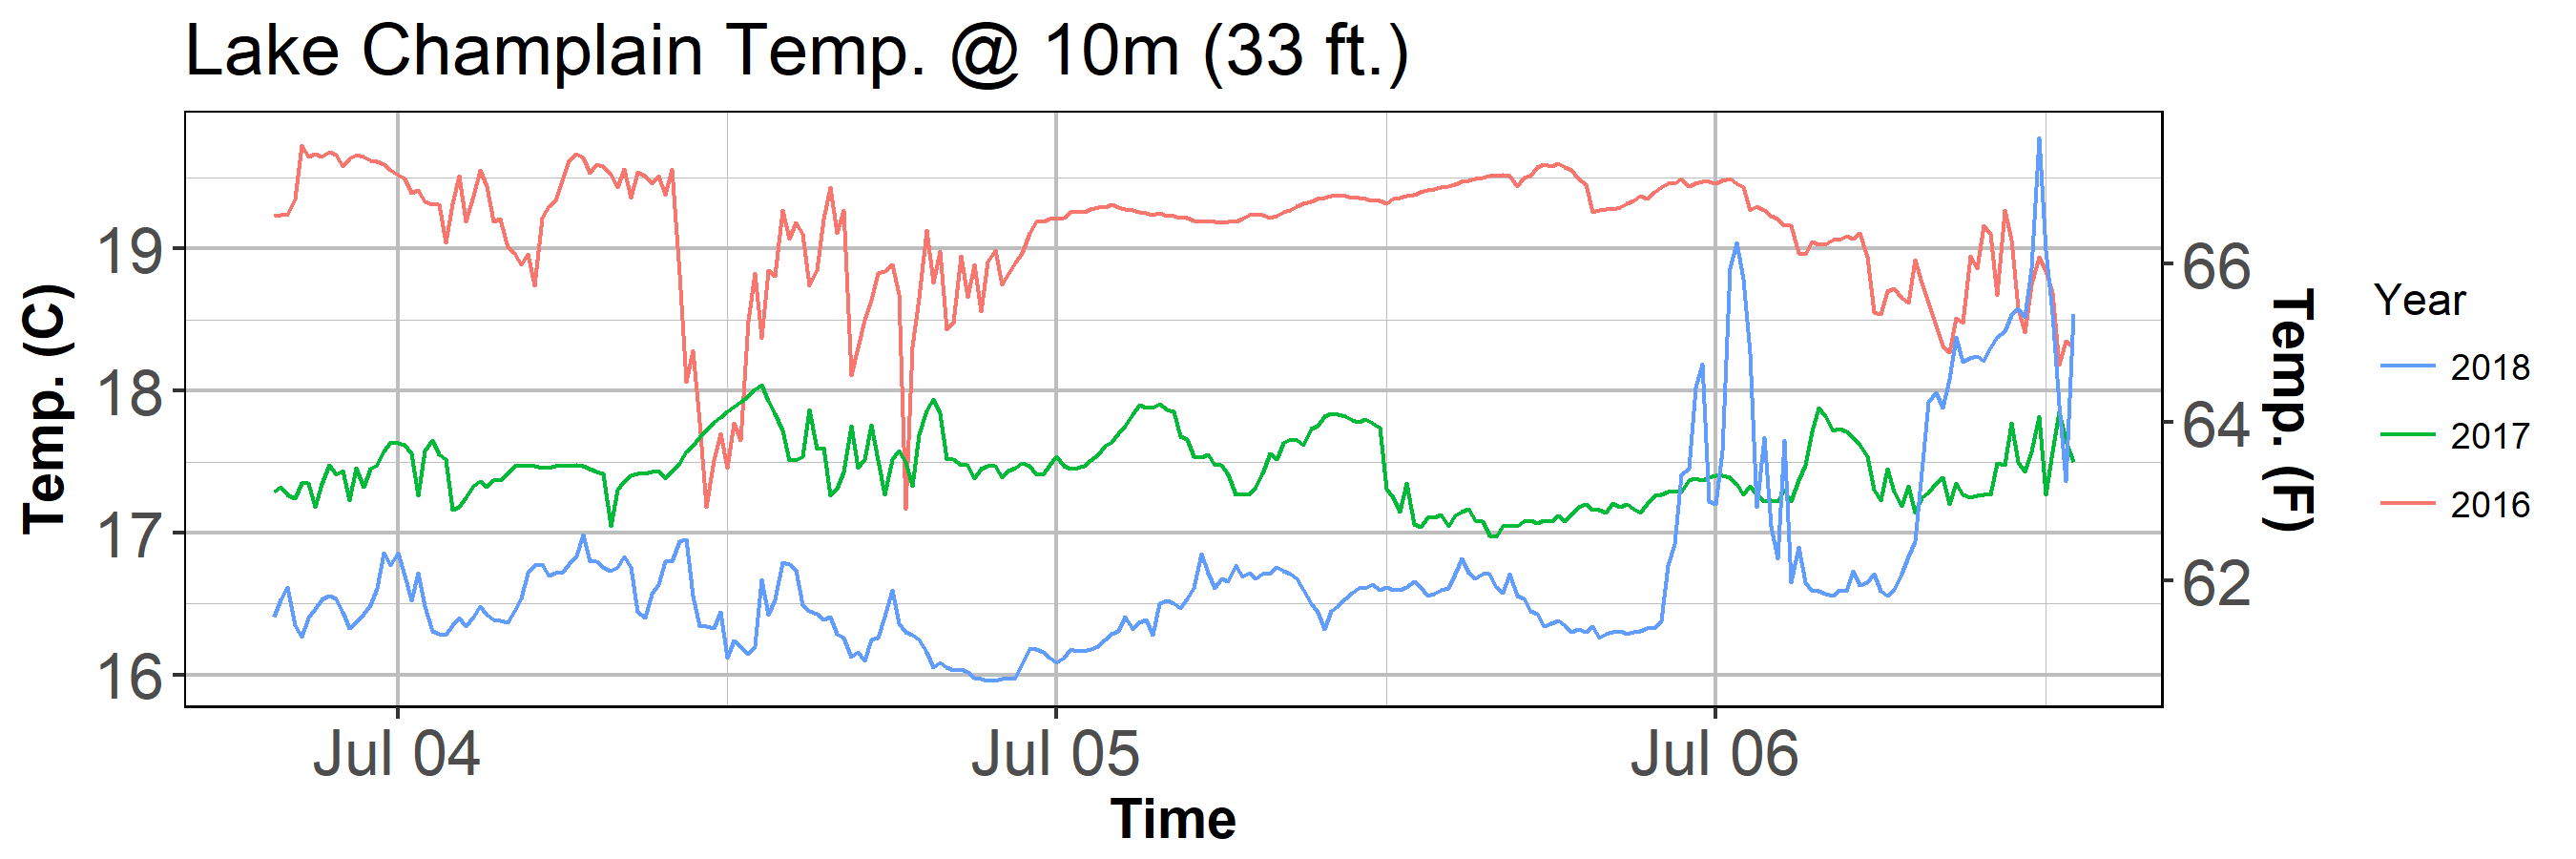 Lake Champlain Temp. @ 10m (33 ft.)
Temp. (C)
19
18
17
16
66
64
62
Temp. (F)
Jul 04
Jul 05
Jul 06
Time
Year
2018
2017
2016